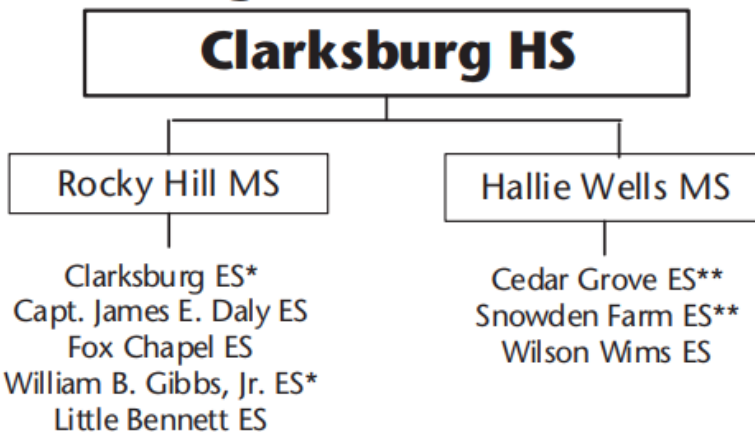 Clarksburg HS
Rocky Hill MS
Hallie Wells MS
Clarksburg ES*
Capt. James E. Daly ES
Fox Chapel ES
William B. Gibbs, Jr. ES*
Little Bennett ES
Cedar Grove ES**
Snowden Farm ES**
Wilson Wims ES